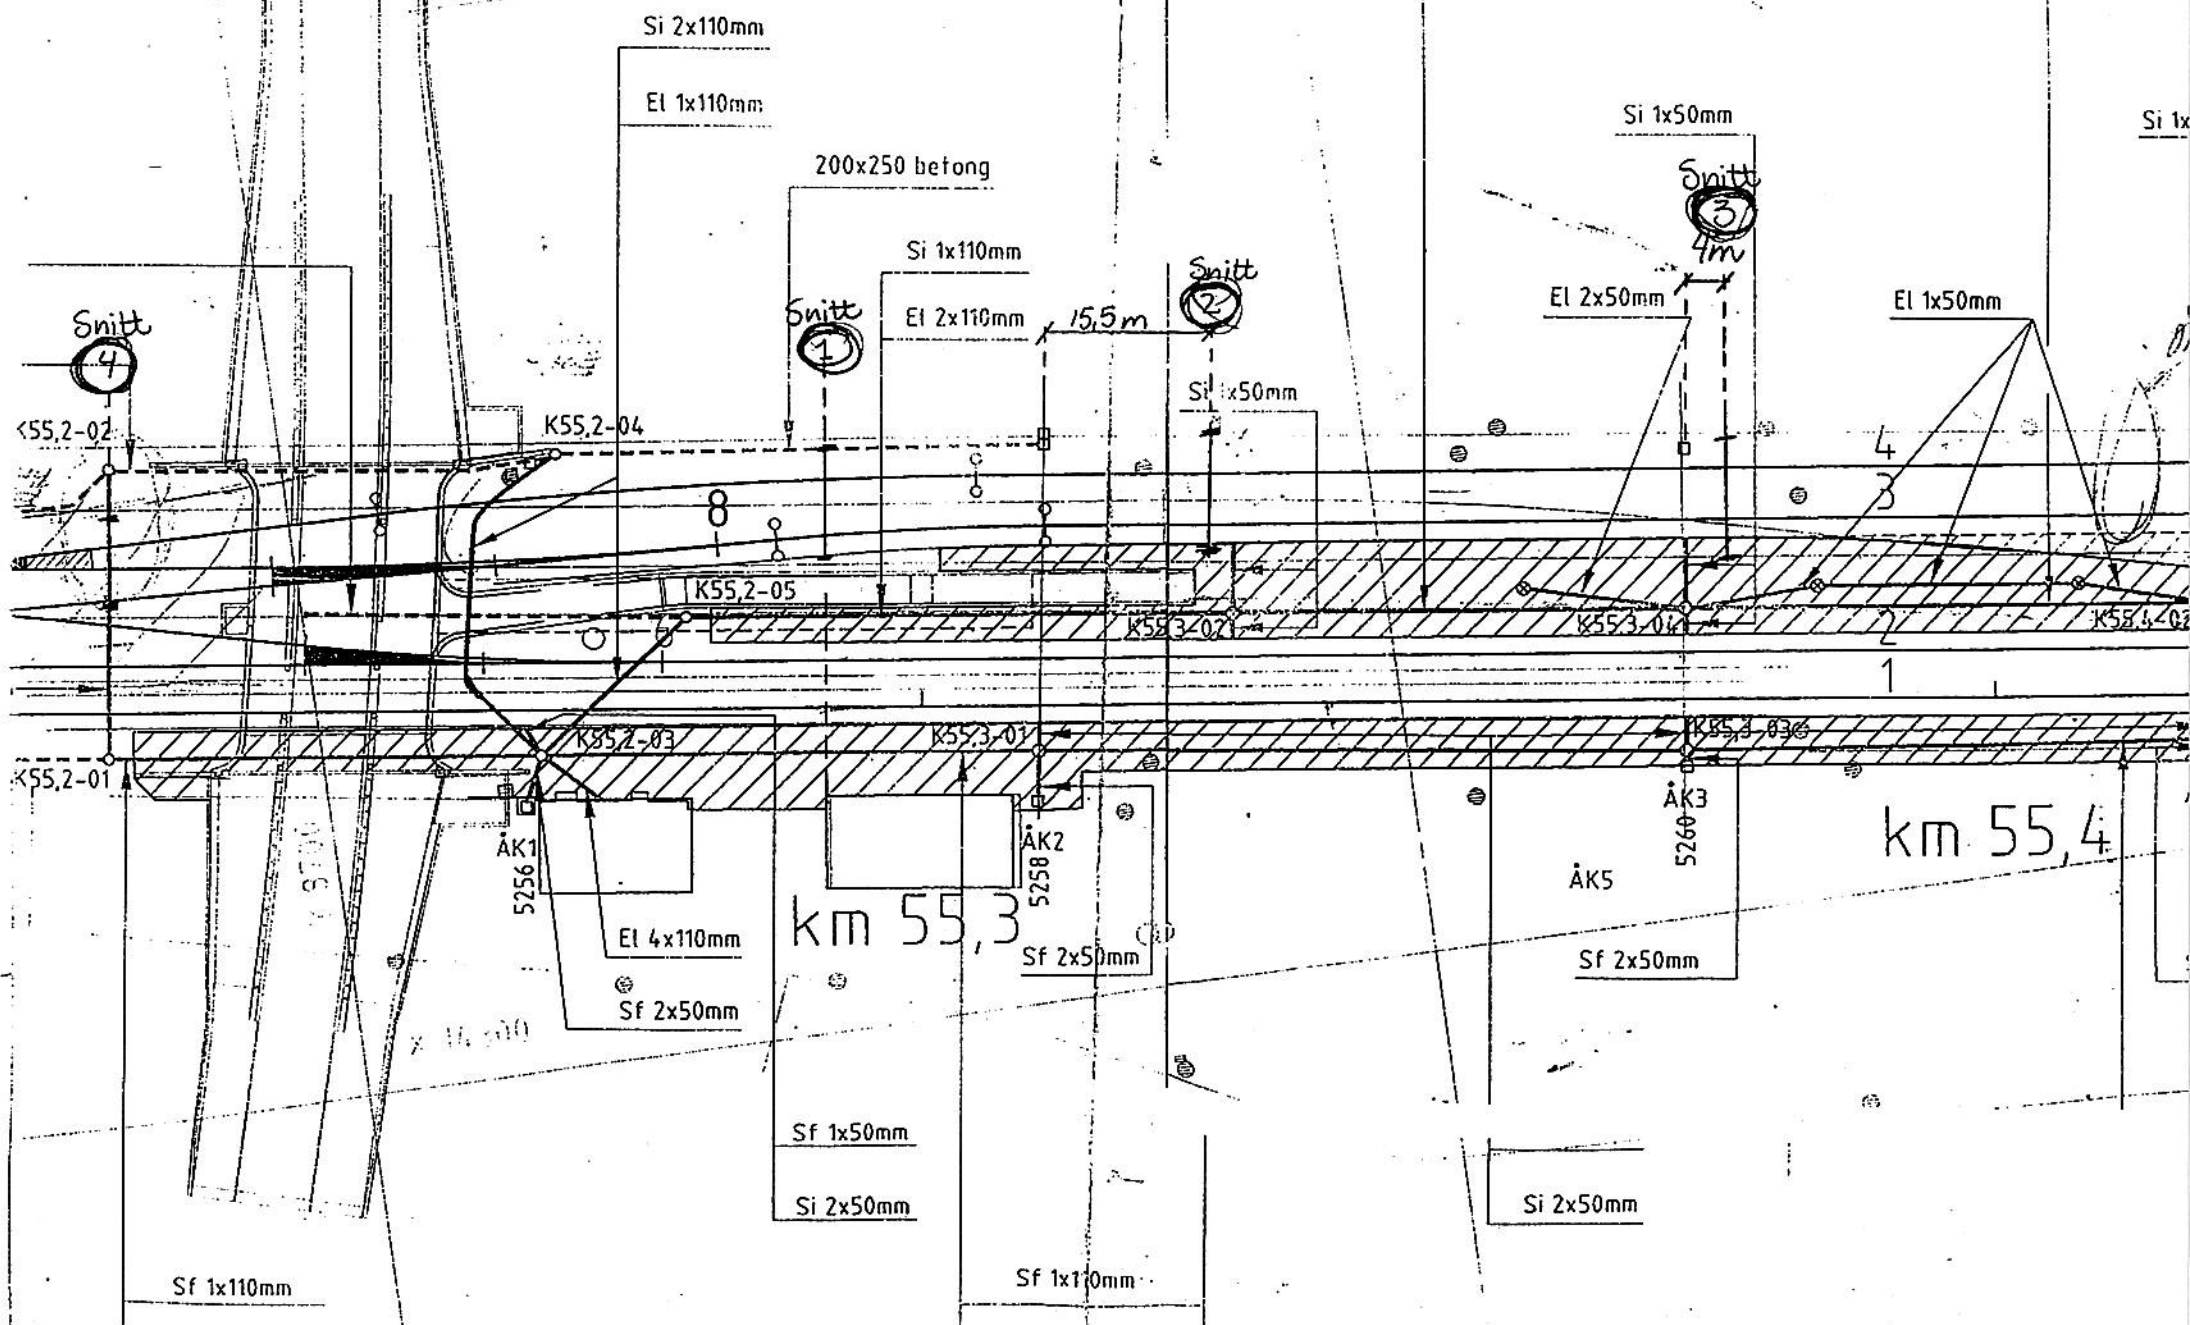 Si 2x110mm
El 1x110mm
Si 1x50mm
Si 1x
200x250 betong
Snitt
3
4m
Si 1x110mm
El 2x110mm
Snitt
1
15,5m
Snitt
2
El 2x50mm
El 1x50mm
Snitt
4
Si 1x50mm
K55,2-02
K55,2-04
4
3
8
K55,2-05
K55,3-02
K55,3-04
K55,4-02
2
1
K55,2-03
K55,3-01
K55,3-03
K55,2-01
ÅK1
5256
ÅK2
5258
ÅK3
5260
km 55,4
ÅK5
km 55,3
El 4x110mm
Sf 2x50mm
Sf 2x50mm
Sf 2x50mm
Sf 1x50mm
Si 2x50mm
Si 2x50mm
Sf 1x110mm
Sf 1x110mm